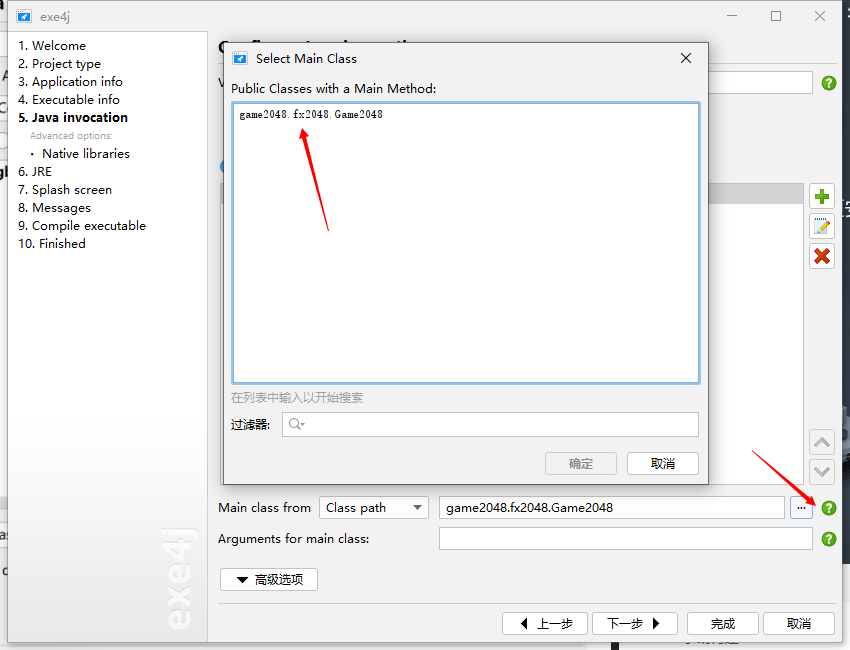 exe4j
1. Welcome
2. Project type
3. Application info
4. Executable info
5. Java invocation
Advanced options:
· Native libraries
6. JRE
7. Splash screen
8. Messages
9. Compile executable
10. Finished
exe4j
Select Main Class
Public Classes with a Main Method:
game2048.fx2048.Game2048
在列表中输入以开始搜索
过滤器:
确定
取消
Main class from
Class path
game2048.fx2048.Game2048
...
Arguments for main class:
高级选项
上一步
下一步
完成
取消